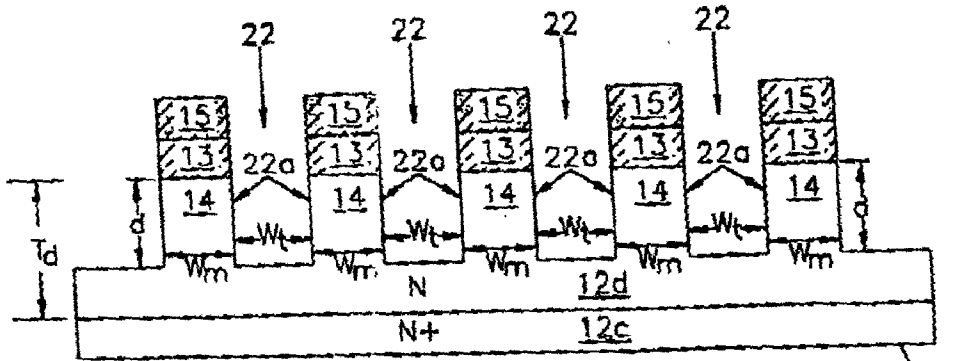 22 22 22 22
15 15 15 15 15
13 22a 13 22a 13 22a 13 22a 13
Td d 14 14 14 14 14 d
Wt Wt Wt Wt
Wm Wm Wm Wm Wm
N 12d
N+ 12c